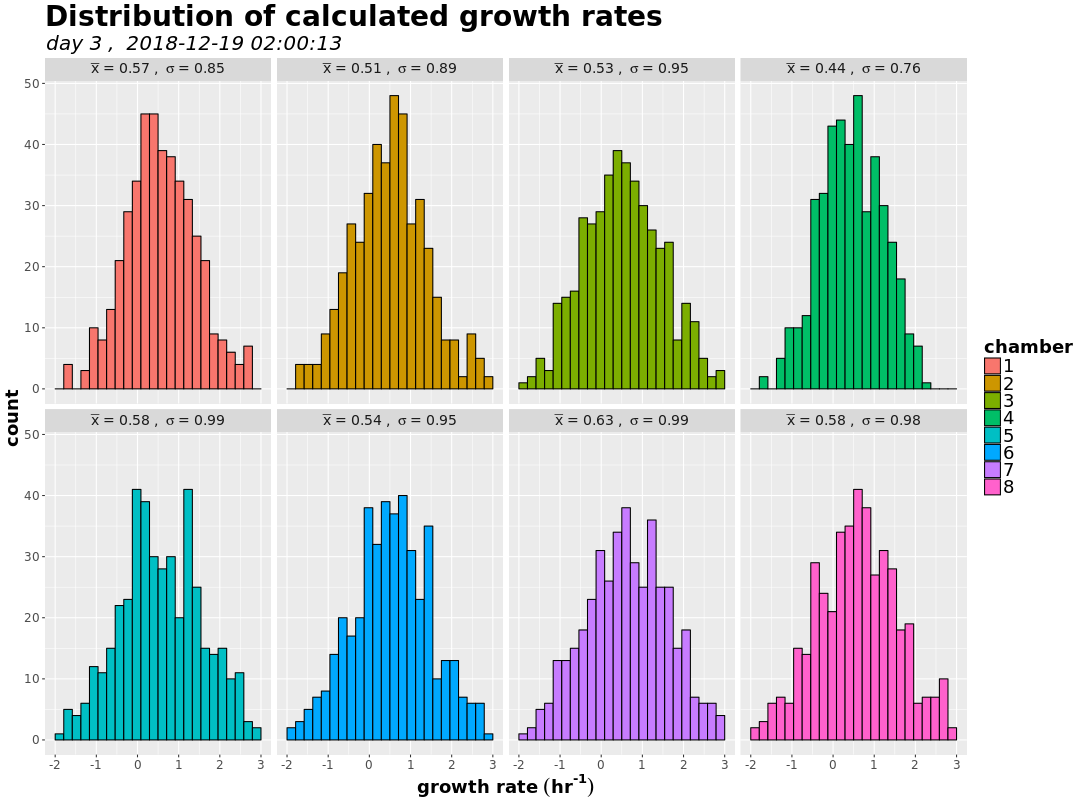 Distribution of calculated growth rates
day 3 ,  2018-12-19 02:00:13
x̅ = 0.57 ,  σ = 0.85
x̅ = 0.51 ,  σ = 0.89
x̅ = 0.53 ,  σ = 0.95
x̅ = 0.44 ,  σ = 0.76
50
40
30
20
10
0
count
x̅ = 0.58 ,  σ = 0.99
x̅ = 0.54 ,  σ = 0.95
x̅ = 0.63 ,  σ = 0.99
x̅ = 0.58 ,  σ = 0.98
50
40
30
20
10
0
-2 -1 0 1 2 3
-2 -1 0 1 2 3
-2 -1 0 1 2 3
-2 -1 0 1 2 3
growth rate (hr⁻¹)
chamber
1
2
3
4
5
6
7
8